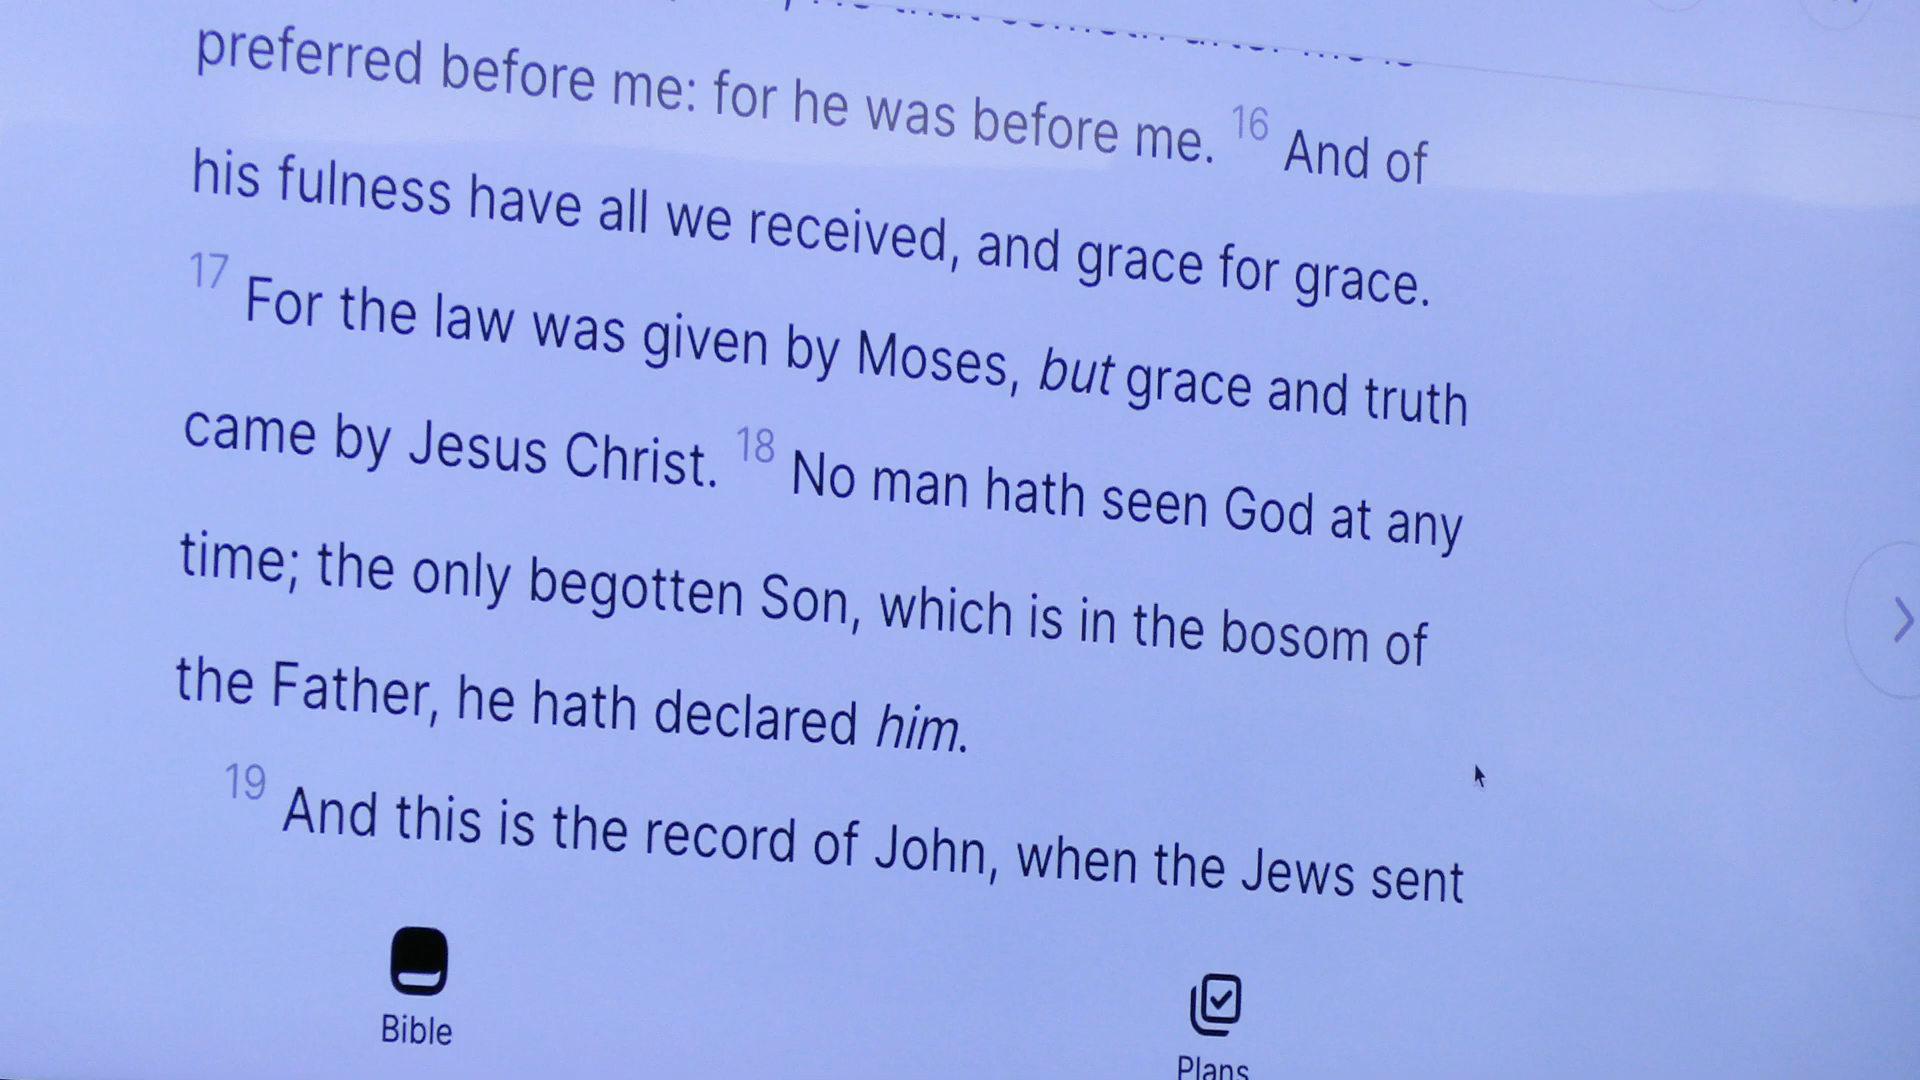 preferred before me: for he was before me. 16 And of
his fulness have all we received, and grace for grace.
17 For the law was given by Moses, but grace and truth
came by Jesus Christ. 18 No man hath seen God at any
time; the only begotten Son, which is in the bosom of
the Father, he hath declared him.
19 And this is the record of John, when the Jews sent
Bible
Plans